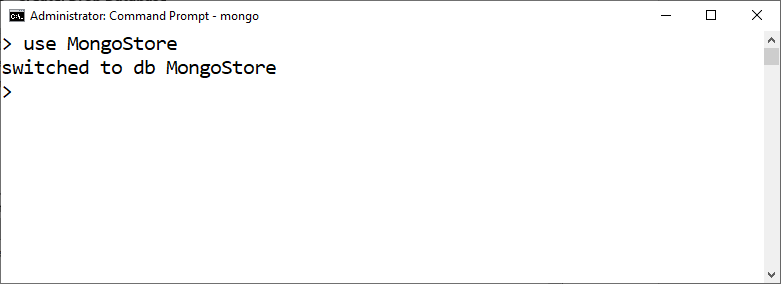 Administrator: Command Prompt - mongo
> use MongoStore
switched to db MongoStore
>